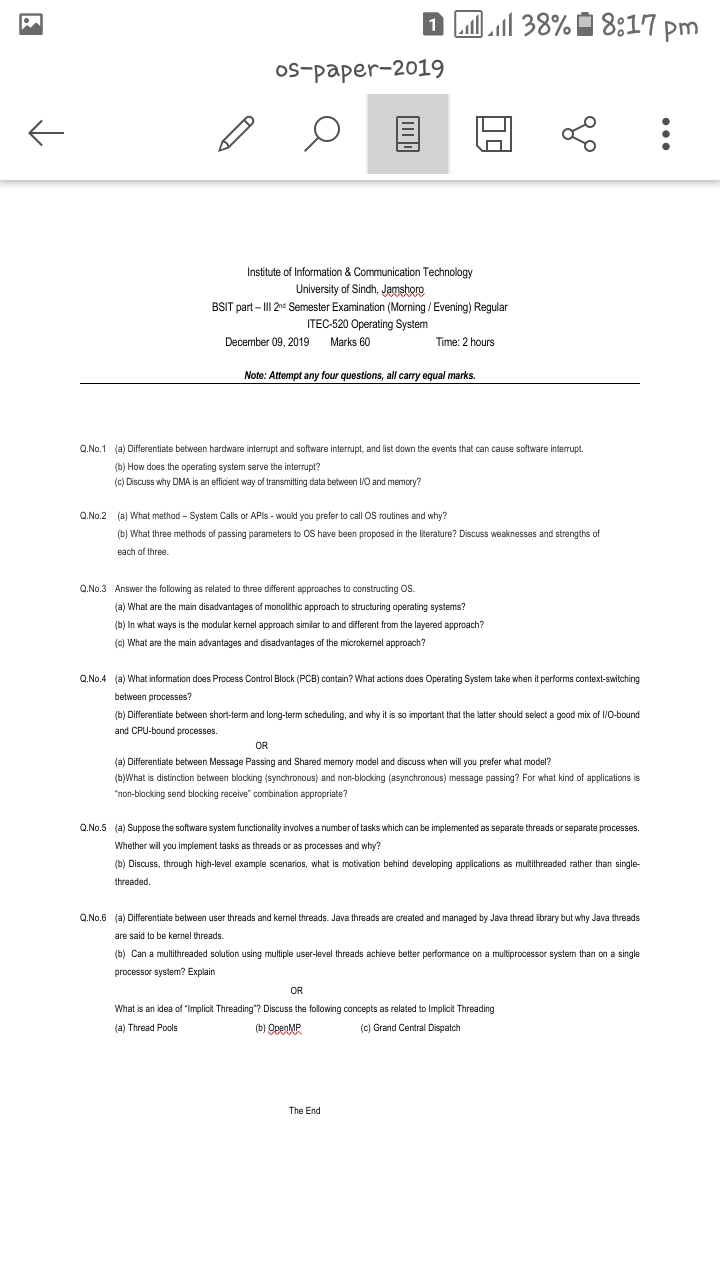 1 38% 8:17 pm
os-paper-2019
Institute of Information & Communication Technology
University of Sindh, Jamshoro
BSIT part – III 2nd Semester Examination (Morning / Evening) Regular
ITEC-520 Operating System
December 09, 2019 Marks 60 Time: 2 hours
Note: Attempt any four questions, all carry equal marks.
Q.No.1 (a) Differentiate between hardware interrupt and software interrupt, and list down the events that can cause software interrupt.
(b) How does the operating system serve the interrupt?
(c) Discuss why DMA is an efficient way of transmitting data between I/O and memory?
Q.No.2 (a) What method – System Calls or APIs - would you prefer to call OS routines and why?
(b) What three methods of passing parameters to OS have been proposed in the literature? Discuss weaknesses and strengths of
each of three.
Q.No.3 Answer the following as related to three different approaches to constructing OS.
(a) What are the main disadvantages of monolithic approach to structuring operating systems?
(b) In what ways is the modular kernel approach similar to and different from the layered approach?
(c) What are the main advantages and disadvantages of the microkernel approach?
Q.No.4 (a) What information does Process Control Block (PCB) contain? What actions does Operating System take when it performs context-switching
between processes?
(b) Differentiate between short-term and long-term scheduling, and why it is so important that the latter should select a good mix of I/O-bound
and CPU-bound processes.
OR
(a) Differentiate between Message Passing and Shared memory model and discuss when will you prefer what model?
(b)What is distinction between blocking (synchronous) and non-blocking (asynchronous) message passing? For what kind of applications is
“non-blocking send blocking receive” combination appropriate?
Q.No.5 (a) Suppose the software system functionality involves a number of tasks which can be implemented as separate threads or separate processes.
Whether will you implement tasks as threads or as processes and why?
(b) Discuss, through high-level example scenarios, what is motivation behind developing applications as multithreaded rather than single-
threaded.
Q.No.6 (a) Differentiate between user threads and kernel threads. Java threads are created and managed by Java thread library but why Java threads
are said to be kernel threads.
(b) Can a multithreaded solution using multiple user-level threads achieve better performance on a multiprocessor system than on a single
processor system? Explain
OR
What is an idea of “Implicit Threading”? Discuss the following concepts as related to Implicit Threading
(a) Thread Pools (b) OpenMP (c) Grand Central Dispatch
The End